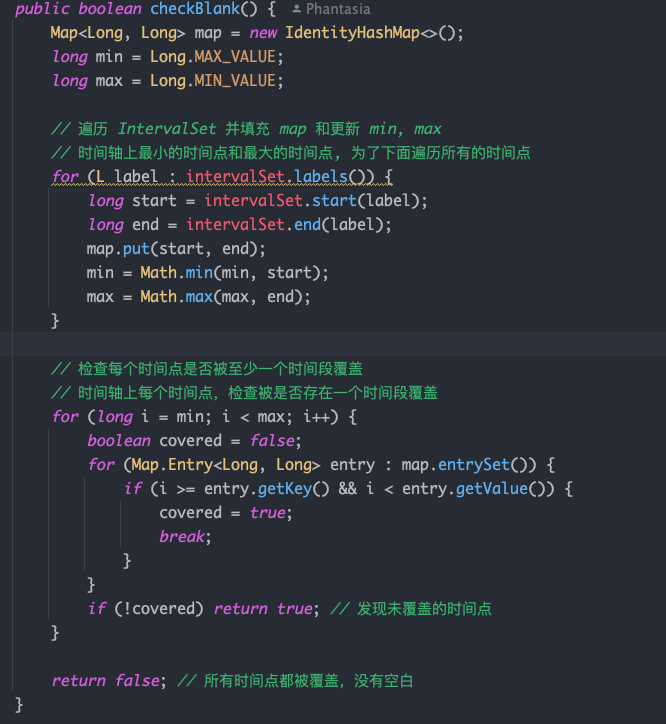 public boolean checkBlank() { Phantasia
Map<Long, Long> map = new IdentityHashMap<>();
long min = Long.MAX_VALUE;
long max = Long.MIN_VALUE;
// 遍历 IntervalSet 并填充 map 和更新 min, max
// 时间轴上最小的时间点和最大的时间点, 为了下面遍历所有的时间点
for (L label : intervalSet.labels()) {
long start = intervalSet.start(label);
long end = intervalSet.end(label);
map.put(start, end);
min = Math.min(min, start);
max = Math.max(max, end);
}
// 检查每个时间点是否被至少一个时间段覆盖
// 时间轴上每个时间点，检查被是否存在一个时间段覆盖
for (long i = min; i < max; i++) {
boolean covered = false;
for (Map.Entry<Long, Long> entry : map.entrySet()) {
if (i >= entry.getKey() && i < entry.getValue()) {
covered = true;
break;
}
}
if (!covered) return true; // 发现未覆盖的时间点
}
return false; // 所有时间点都被覆盖，没有空白
}